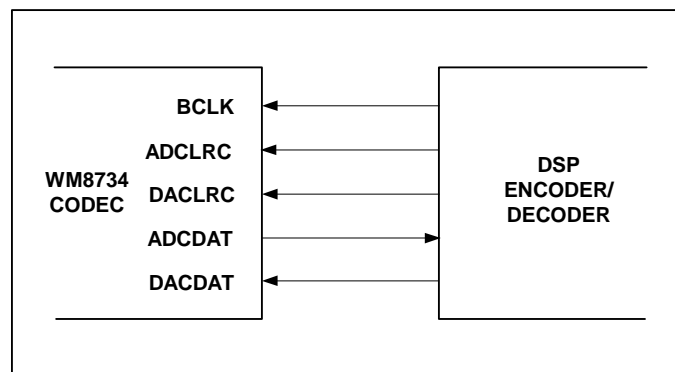 WM8734
CODEC
BCLK
ADCLRC
DACLRC
ADCDAT
DACDAT
DSP
ENCODER/
DECODER